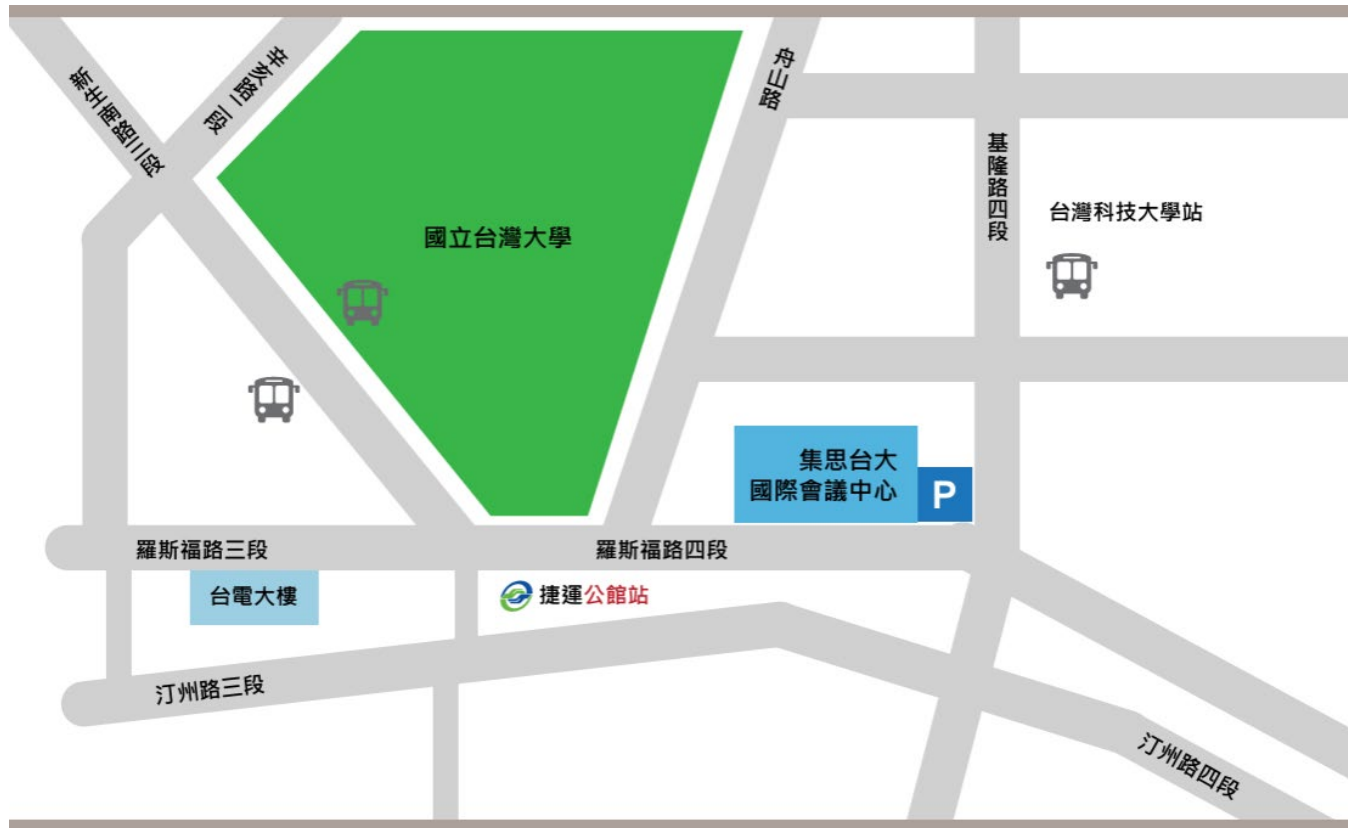 新生南路三段
辛亥路一段
舟山路
基隆路四段
台灣科技大學站
國立台灣大學
集思台大
國際會議中心
P
羅斯福路三段
羅斯福路四段
台電大樓
捷運公館站
汀州路三段
汀州路四段